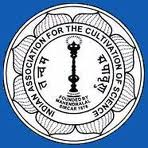 INDIAN ASSOCIATION FOR THE CULTIVATION OF SCIENCE
FOUNDED BY
MAHENDRALAL
SIRCAR 1876